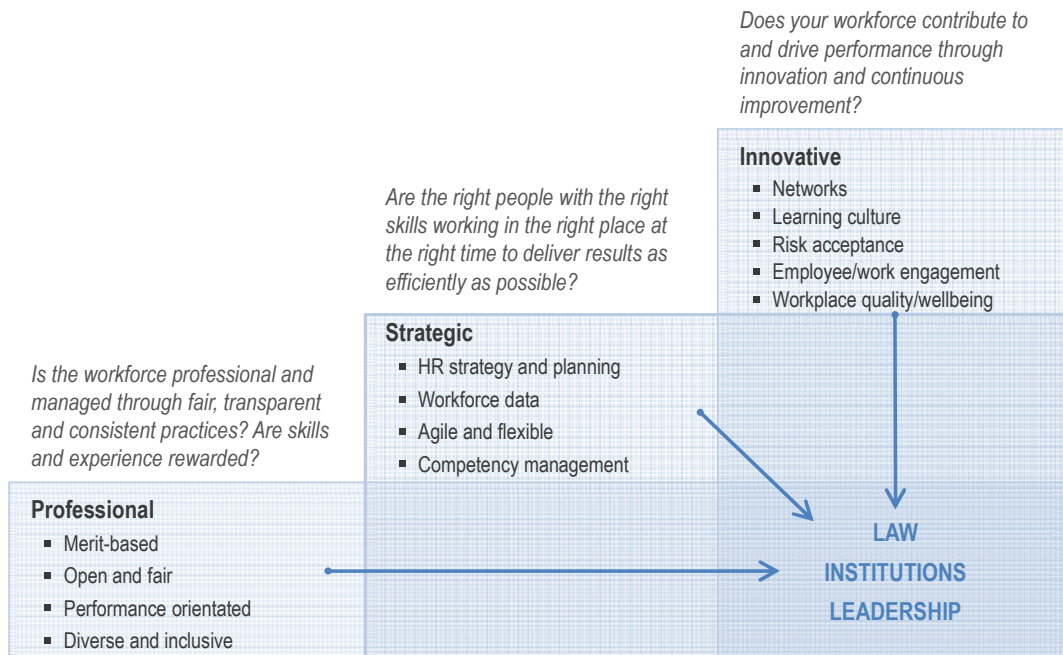 Does your workforce contribute to
and drive performance through
innovation and continuous
improvement?
Innovative
▪ Networks
▪ Learning culture
▪ Risk acceptance
▪ Employee/work engagement
▪ Workplace quality/wellbeing
Are the right people with the right
skills working in the right place at
the right time to deliver results as
efficiently as possible?
Strategic
▪ HR strategy and planning
▪ Workforce data
▪ Agile and flexible
▪ Competency management
Is the workforce professional and
managed through fair, transparent
and consistent practices? Are skills
and experience rewarded?
Professional
▪ Merit-based
▪ Open and fair
▪ Performance orientated
▪ Diverse and inclusive
LAW
INSTITUTIONS
LEADERSHIP